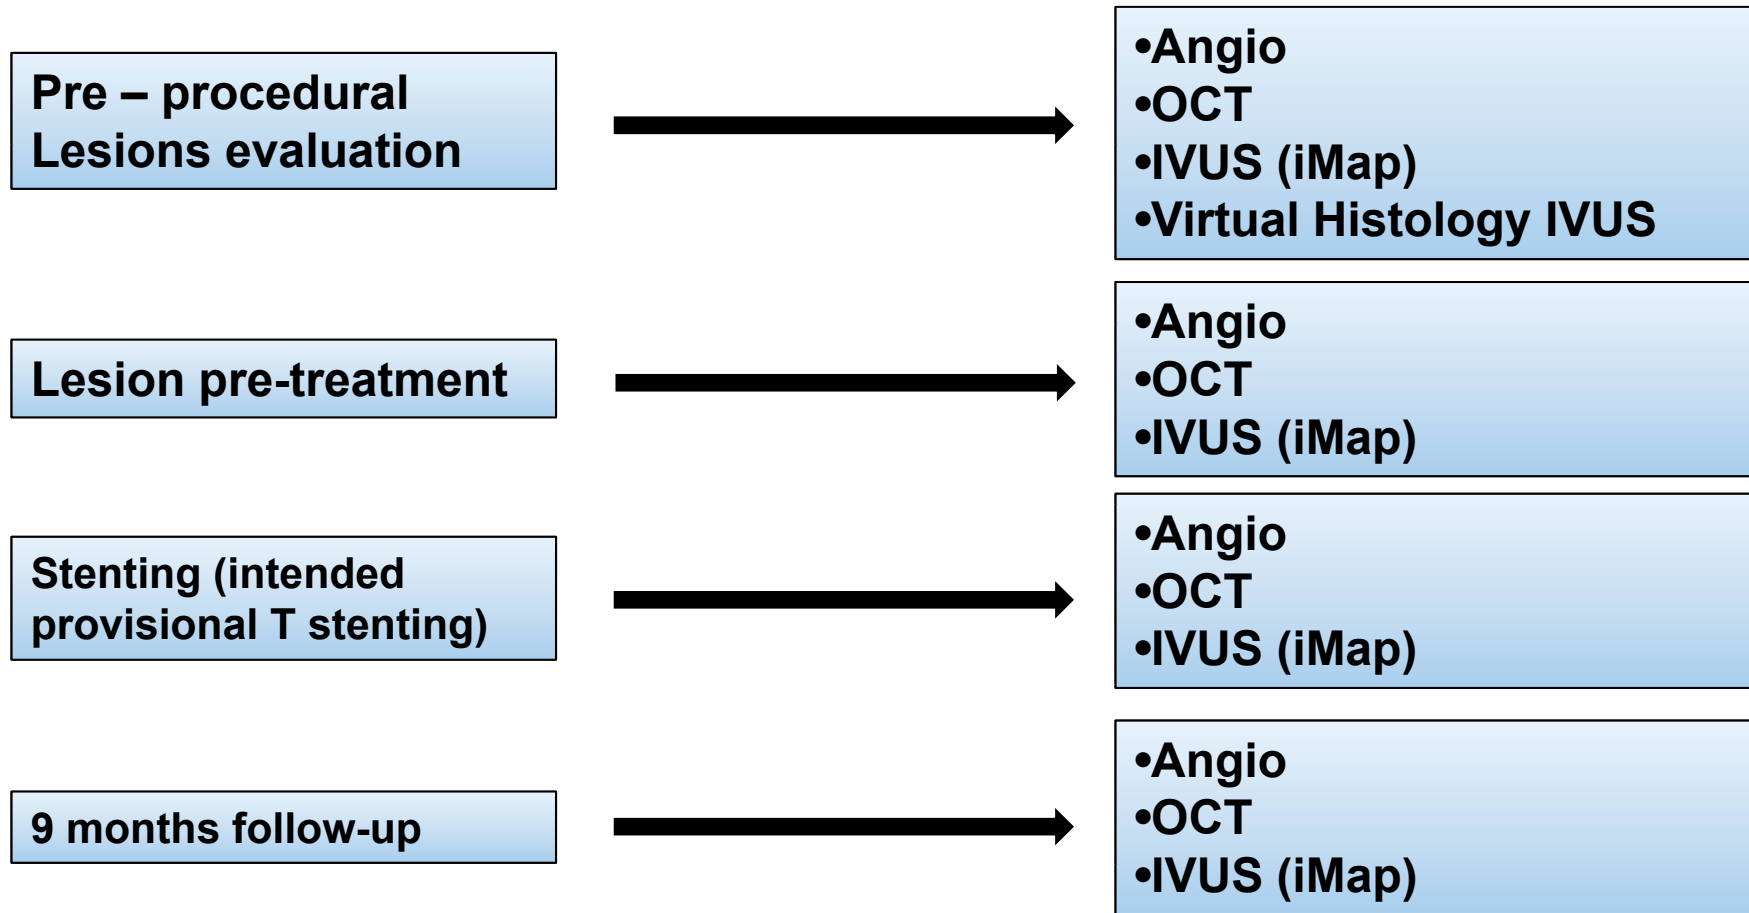 Pre – procedural
Lesions evaluation
•Angio
•OCT
•IVUS (iMap)
•Virtual Histology IVUS
Lesion pre-treatment
•Angio
•OCT
•IVUS (iMap)
Stenting (intended
provisional T stenting)
•Angio
•OCT
•IVUS (iMap)
9 months follow-up
•Angio
•OCT
•IVUS (iMap)